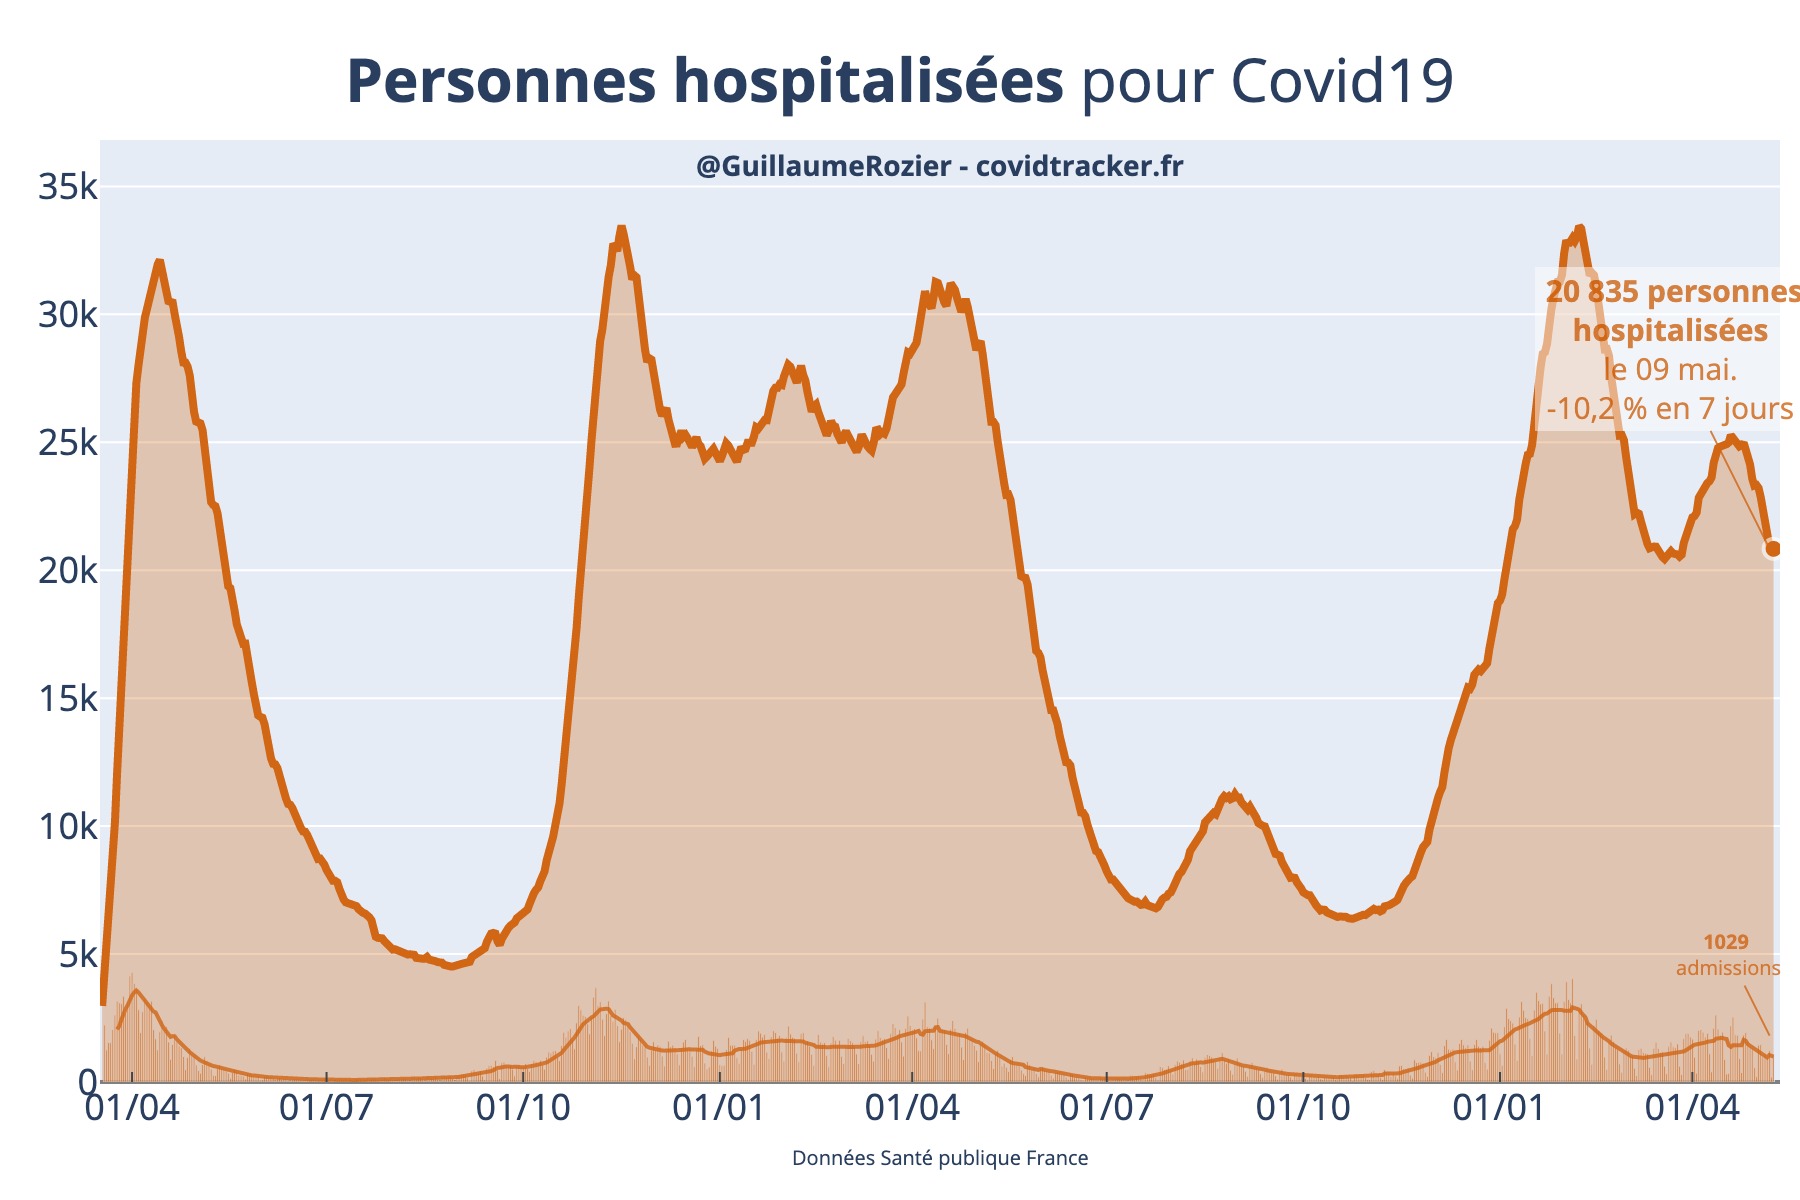 Personnes hospitalisées pour Covid19
@GuillaumeRozier - covidtracker.fr
35k
30k
25k
20k
15k
10k
5k
0
20 835 personnes
hospitalisées
le 09 mai.
-10,2 % en 7 jours
1029
admissions
01/04
01/07
01/10
01/01
01/04
01/07
01/10
01/01
01/04
Données Santé publique France